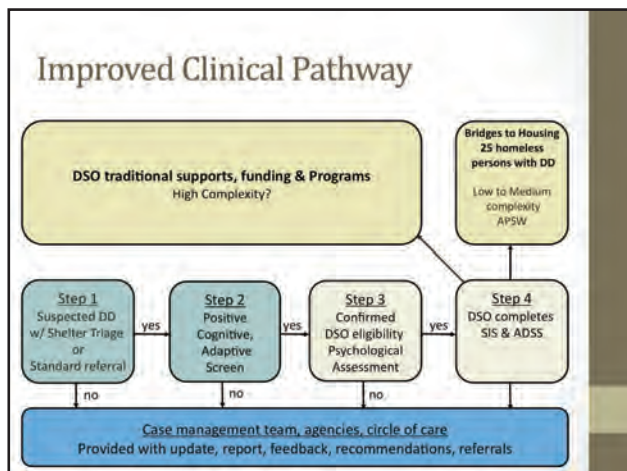 Improved Clinical Pathway
DSO traditional supports, funding & Programs
High Complexity?
Bridges to Housing
25 homeless
persons with DD
Low to Medium
complexity
APSW
Step 1
Suspected DD
w/ Shelter Triage
or
Standard referral
yes
Step 2
Positive
Cognitive,
Adaptive
Screen
yes
Step 3
Confirmed
DSO eligibility
Psychological
Assessment
yes
Step 4
DSO completes
SIS & ADSS
no
no
no
Case management team, agencies, circle of care
Provided with update, report, feedback, recommendations, referrals